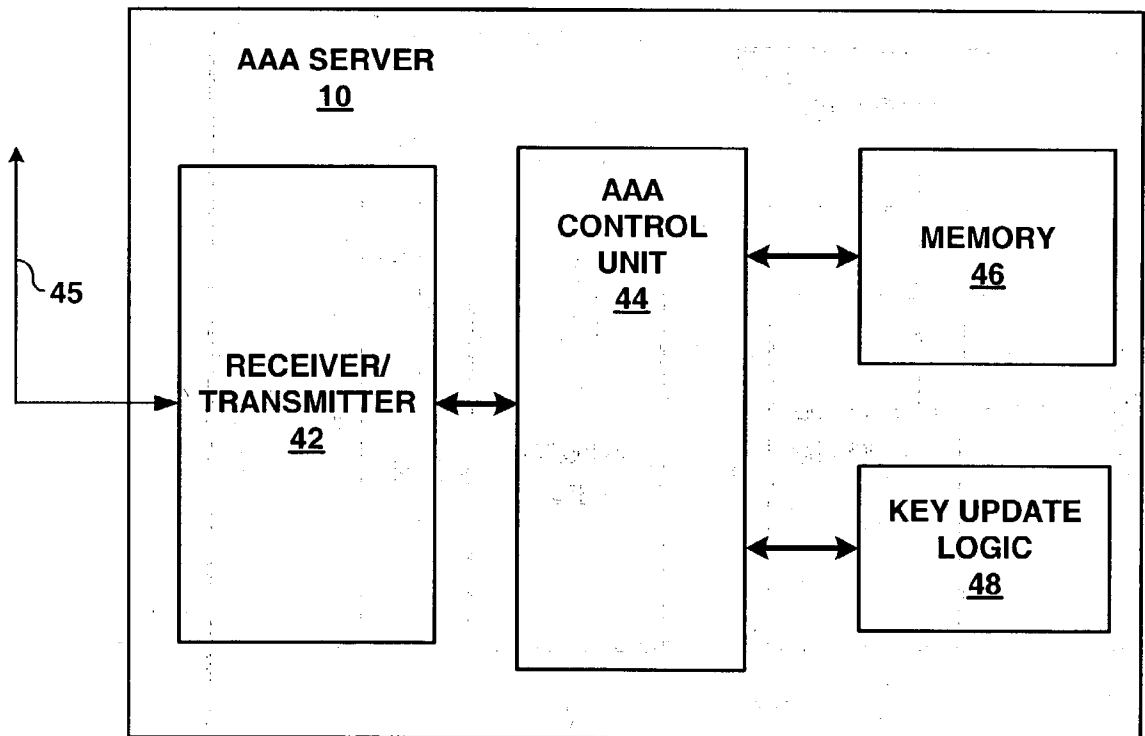 AAA SERVER
10
45
RECEIVER/
TRANSMITTER
42
AAA
CONTROL
UNIT
44
MEMORY
46
KEY UPDATE
LOGIC
48